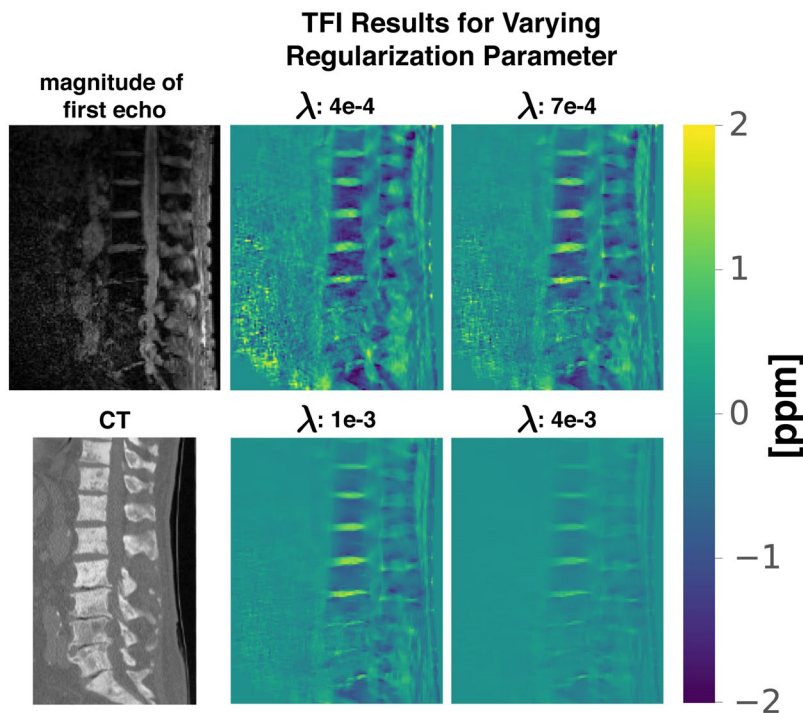 TFI Results for Varying
Regularization Parameter
magnitude of
first echo
λ: 4e-4
λ: 7e-4
CT
λ: 1e-3
λ: 4e-3
2
1
0
−1
−2
[ppm]